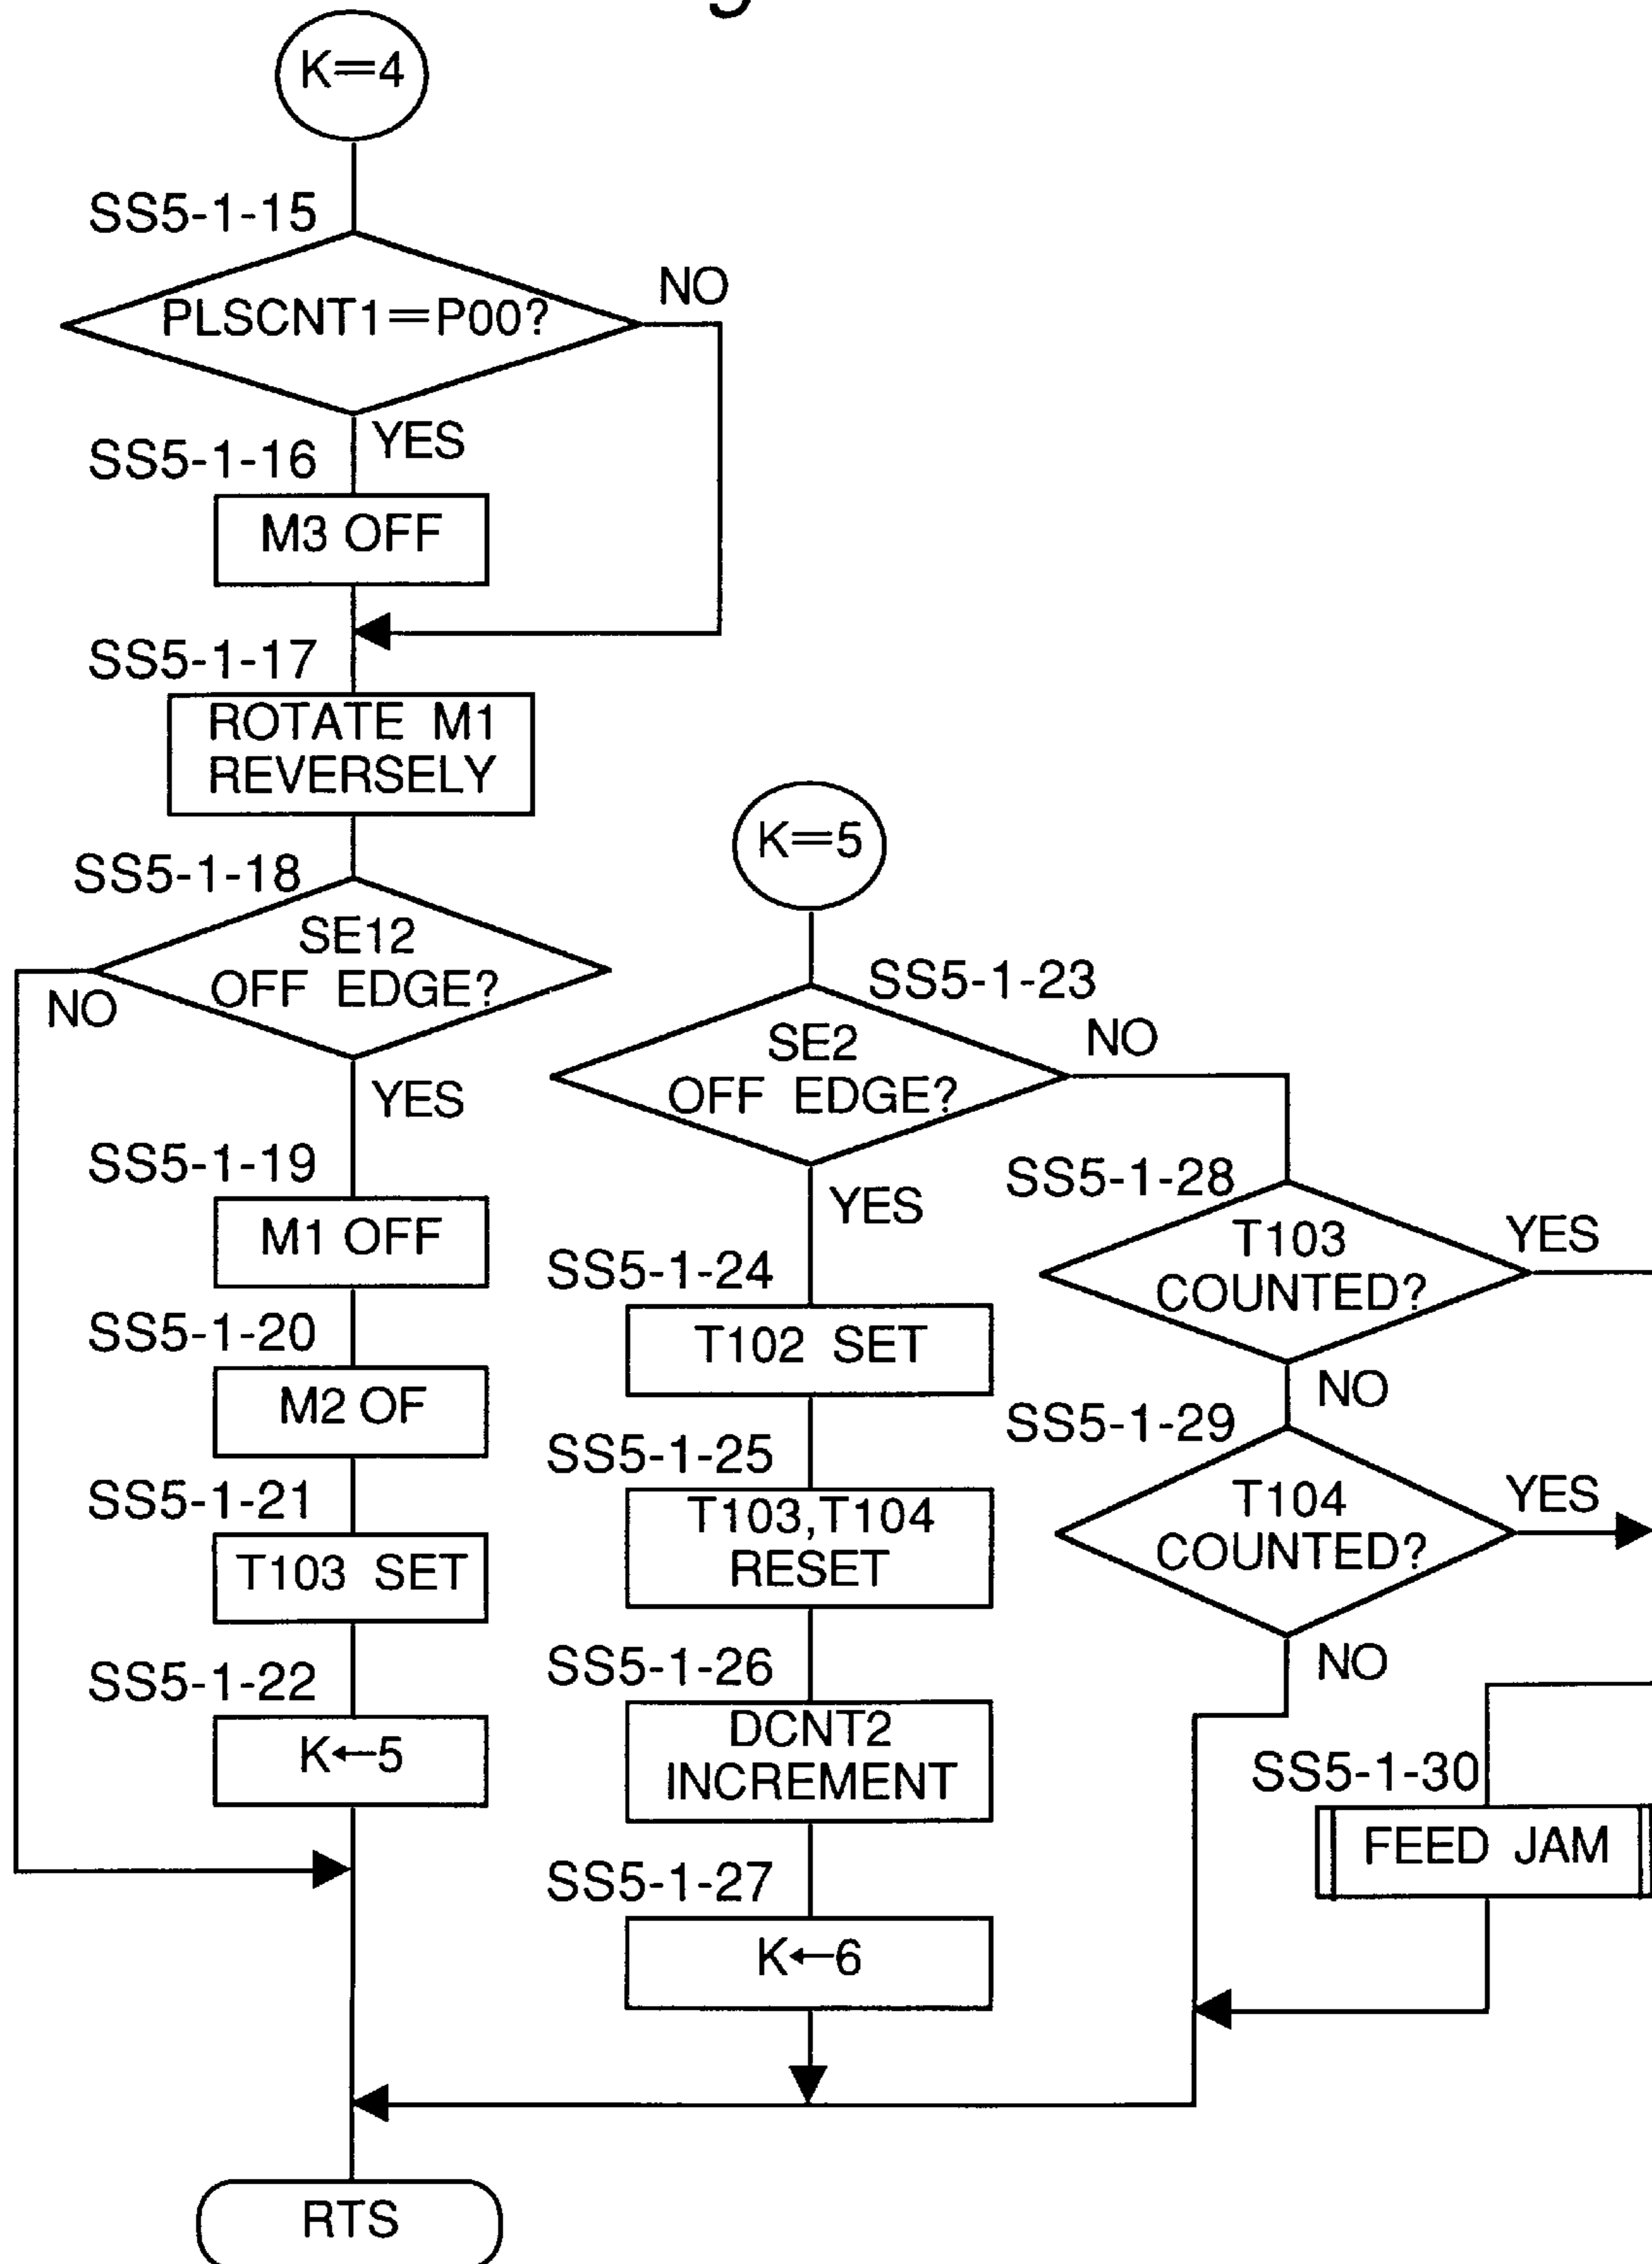 K=4
SS5-1-15
PLSCNT1=P00?
NO
YES
SS5-1-16
M3 OFF
SS5-1-17
ROTATE M1
REVERSELY
SS5-1-18
SE12
OFF EDGE?
NO
YES
SS5-1-19
M1 OFF
SS5-1-20
M2 OF
SS5-1-21
T103 SET
SS5-1-22
K←5
K=5
SS5-1-23
SE2
OFF EDGE?
NO
YES
SS5-1-24
T102 SET
SS5-1-25
T103,T104
RESET
SS5-1-26
DCNT2
INCREMENT
SS5-1-27
K←6
SS5-1-28
T103
COUNTED?
YES
NO
SS5-1-29
T104
COUNTED?
YES
NO
SS5-1-30
FEED JAM
RTS